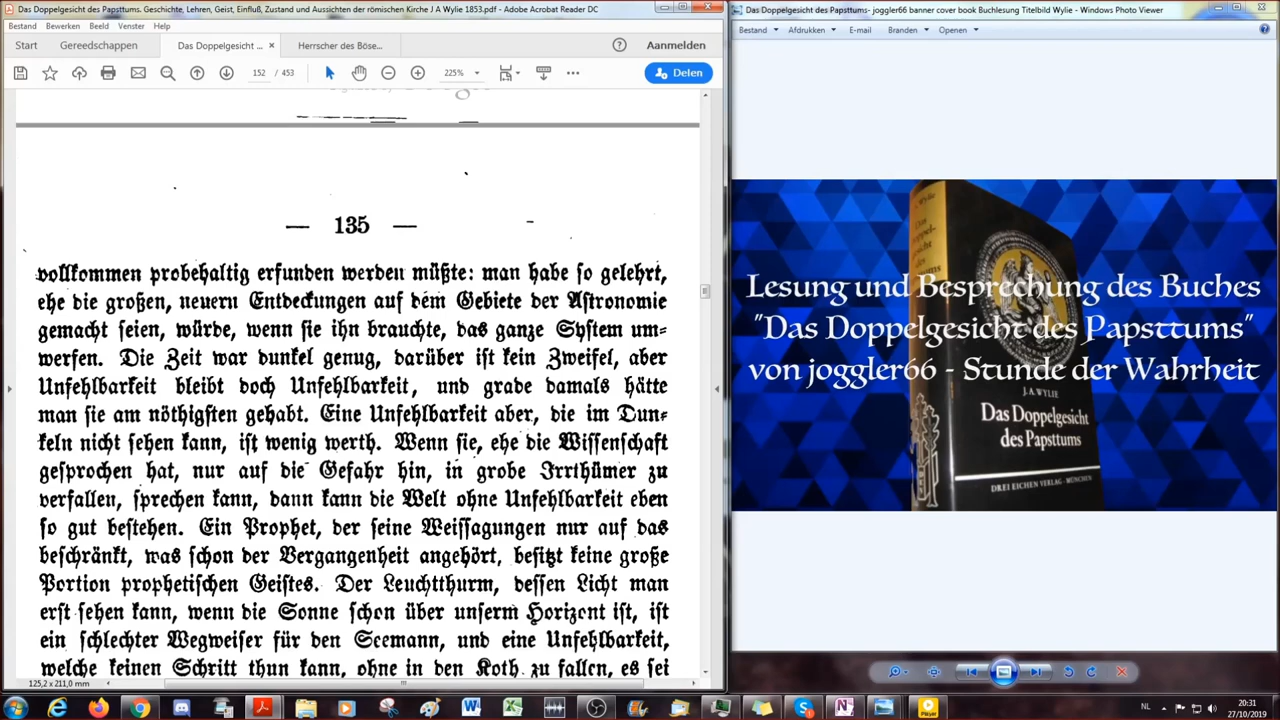 Das Doppelgesicht des Papsttums. Geschichte, Lehren, Geist, Einfluß, Zustand und Aussichten der römischen Kirche J A Wylie 1853.pdf - Adobe Acrobat Reader DC
Bestand Bewerken Beeld Venster Help
Start Gereedschappen Das Doppelgesicht ... × Herrscher des Böse... Aanmelden
152 / 453 225% Delen
— 135 —
vollkommen probehaltig erfunden werden müßte: man habe so gelehrt,
ehe die großen, neuern Entdeckungen auf dem Gebiete der Astronomie
gemacht seien, würde, wenn sie ihn brauchte, das ganze System um-
werfen. Die Zeit war dunkel genug, darüber ist kein Zweifel, aber
Unfehlbarkeit bleibt doch Unfehlbarkeit, und grade damals hätte
man sie am nöthigsten gehabt. Eine Unfehlbarkeit aber, die im Dun-
keln nicht sehen kann, ist wenig werth. Wenn sie, ehe die Wissenschaft
gesprochen hat, nur auf die Gefahr hin, in grobe Irrthümer zu
verfallen, sprechen kann, dann kann die Welt ohne Unfehlbarkeit eben
so gut bestehen. Ein Prophet, der seine Weissagungen nur auf das
beschränkt, was schon der Vergangenheit angehört, besitzt keine große
Portion prophetischen Geistes. Der Leuchtthurm, dessen Licht man
erst sehen kann, wenn die Sonne schon über unserm Horizont ist, ist
ein schlechter Wegweiser für den Seemann, und eine Unfehlbarkeit,
welche keinen Schritt thun kann, ohne in den Koth zu fallen, es sei
125,2 x 211,0 mm
Das Doppelgesicht des Papsttums- joggler66 banner cover book Buchlesung Titelbild Wylie - Windows Photo Viewer
Bestand Afdrukken E-mail Branden Openen
Lesung und Besprechung des Buches
"Das Doppelgesicht des Papsttums"
von joggler66 - Stunde der Wahrheit
J.A.WYLIE
Das Doppelgesicht
des Papsttums
DREI EICHEN VERLAG · MÜNCHEN
Player
NL
20:31
27/10/2019